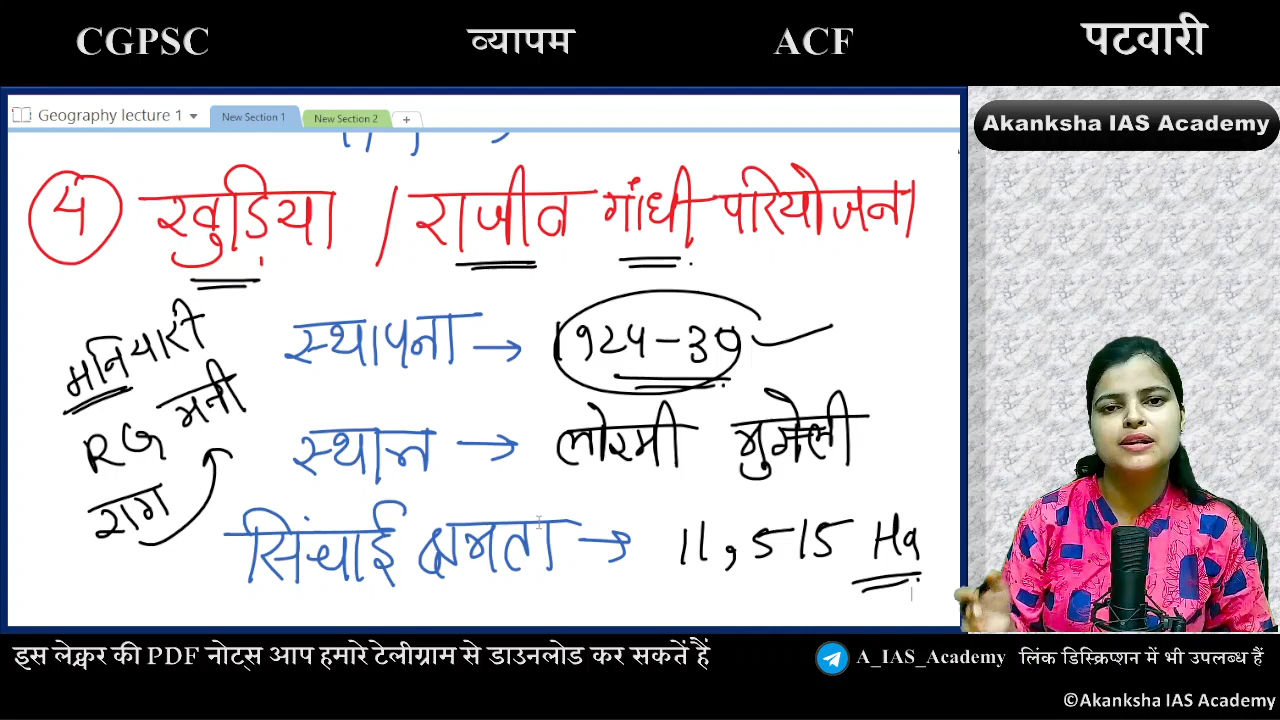 CGPSC व्यापम ACF पटवारी
Geography lecture 1 New Section 1 New Section 2 +
Akanksha IAS Academy
4 खुड़िया / राजीव गांधी परियोजना
स्थापना → 1924-30
स्थान → लोरमी मुंगेली
सिंचाई क्षमता → 11,515 Ha
मनियारी
RG मनी
राग
इस लेक्चर की PDF नोट्स आप हमारे टेलीग्राम से डाउनलोड कर सकतें हैं
A_IAS_Academy लिंक डिस्क्रिप्शन में भी उपलब्ध हैं
©Akanksha IAS Academy